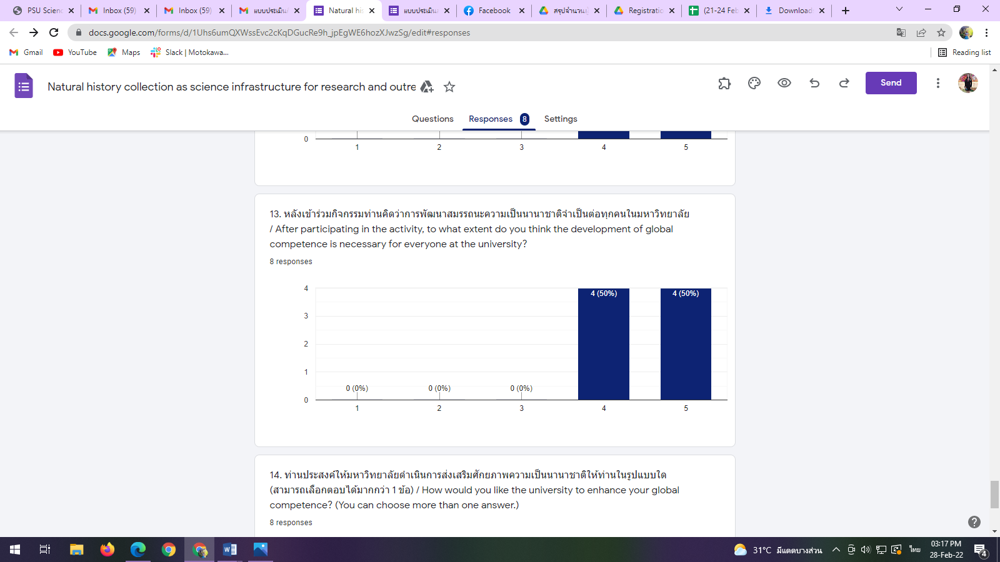 PSU Scienc
Inbox (59)
Inbox (59)
แบบประเมิน
Natural his
แบบประเมิน
Facebook
สรุปจำนวนผู้
Registratio
(21-24 Feb
Download
docs.google.com/forms/d/1Uhs6umQXWssEvc2cKqDGucRe9h_jpEgWE6hozXJwzSg/edit#responses
Gmail
YouTube
Maps
Slack | Motokawa...
Reading list
Natural history collection as science infrastructure for research and outre
Send
Questions
Responses 8
Settings
0
1 2 3 4 5
13. หลังเข้าร่วมกิจกรรมท่านคิดว่าการพัฒนาสมรรถนะความเป็นนานาชาติจำเป็นต่อทุกคนในมหาวิทยาลัย
/ After participating in the activity, to what extent do you think the development of global
competence is necessary for everyone at the university?
8 responses
4
4 (50%) 4 (50%)
3
2
1
0 (0%) 0 (0%) 0 (0%)
0
1 2 3 4 5
14. ท่านประสงค์ให้มหาวิทยาลัยดำเนินการส่งเสริมศักยภาพความเป็นนานาชาติให้ท่านในรูปแบบใด
(สามารถเลือกตอบได้มากกว่า 1 ข้อ) / How would you like the university to enhance your global
competence? (You can choose more than one answer.)
8 responses
31°C มีแดดบางส่วน
ไทย
03:17 PM
28-Feb-22
4